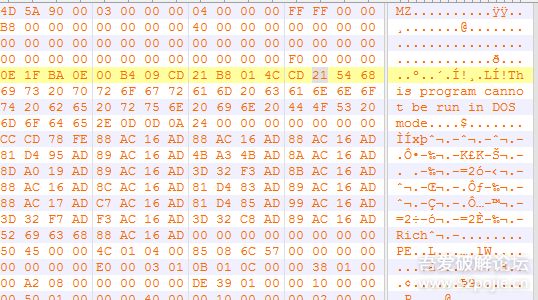 4D 5A 90 00 03 00 00 00 04 00 00 00 FF FF 00 00 MZ..........ÿÿ..
B8 00 00 00 00 00 00 00 40 00 00 00 00 00 00 00 ¸.......@.......
00 00 00 00 00 00 00 00 00 00 00 00 00 00 00 00 ................
00 00 00 00 00 00 00 00 00 00 00 00 F0 00 00 00 ............ð...
0E 1F BA 0E 00 B4 09 CD 21 B8 01 4C CD 21 54 68 ..º..´.Í!¸.LÍ!Th
69 73 20 70 72 6F 67 72 61 6D 20 63 61 6E 6E 6F is program canno
74 20 62 65 20 72 75 6E 20 69 6E 20 44 4F 53 20 t be run in DOS
6D 6F 64 65 2E 0D 0D 0A 24 00 00 00 00 00 00 00 mode....$.......
CC CD 78 FE 88 AC 16 AD 88 AC 16 AD 88 AC 16 AD ÌÍxþˆ¬.-ˆ¬.-ˆ¬.-
81 D4 95 AD 89 AC 16 AD 4B A3 4B AD 8A AC 16 AD .Ô•-‰¬.-K£K-Š¬.-
8D A0 19 AD 89 AC 16 AD 3D 32 F3 AD 8B AC 16 AD . .-‰¬.-=2ó-‹¬.-
88 AC 16 AD 8C AC 16 AD 81 D4 83 AD 89 AC 16 AD ˆ¬.-Œ¬.-.Ôƒ-‰¬.-
88 AC 17 AD C7 AC 16 AD 81 D4 85 AD 99 AC 16 AD ˆ¬.-Ç¬.-.Ô…-™¬.-
3D 32 F7 AD F3 AC 16 AD 3D 32 C8 AD 89 AC 16 AD =2÷-ó¬.-=2È-‰¬.-
52 69 63 68 88 AC 16 AD 00 00 00 00 00 00 00 00 Richˆ¬.-........
50 45 00 00 4C 01 04 00 85 98 6C 57 00 00 00 00 PE..L.....lW....
00 00 00 00 E0 00 03 01 0B 01 00 00 38 01 00
00 A2 08 00 00 00 00 00 DE 39 01 00 00 10 00 00
吾爱破解论坛